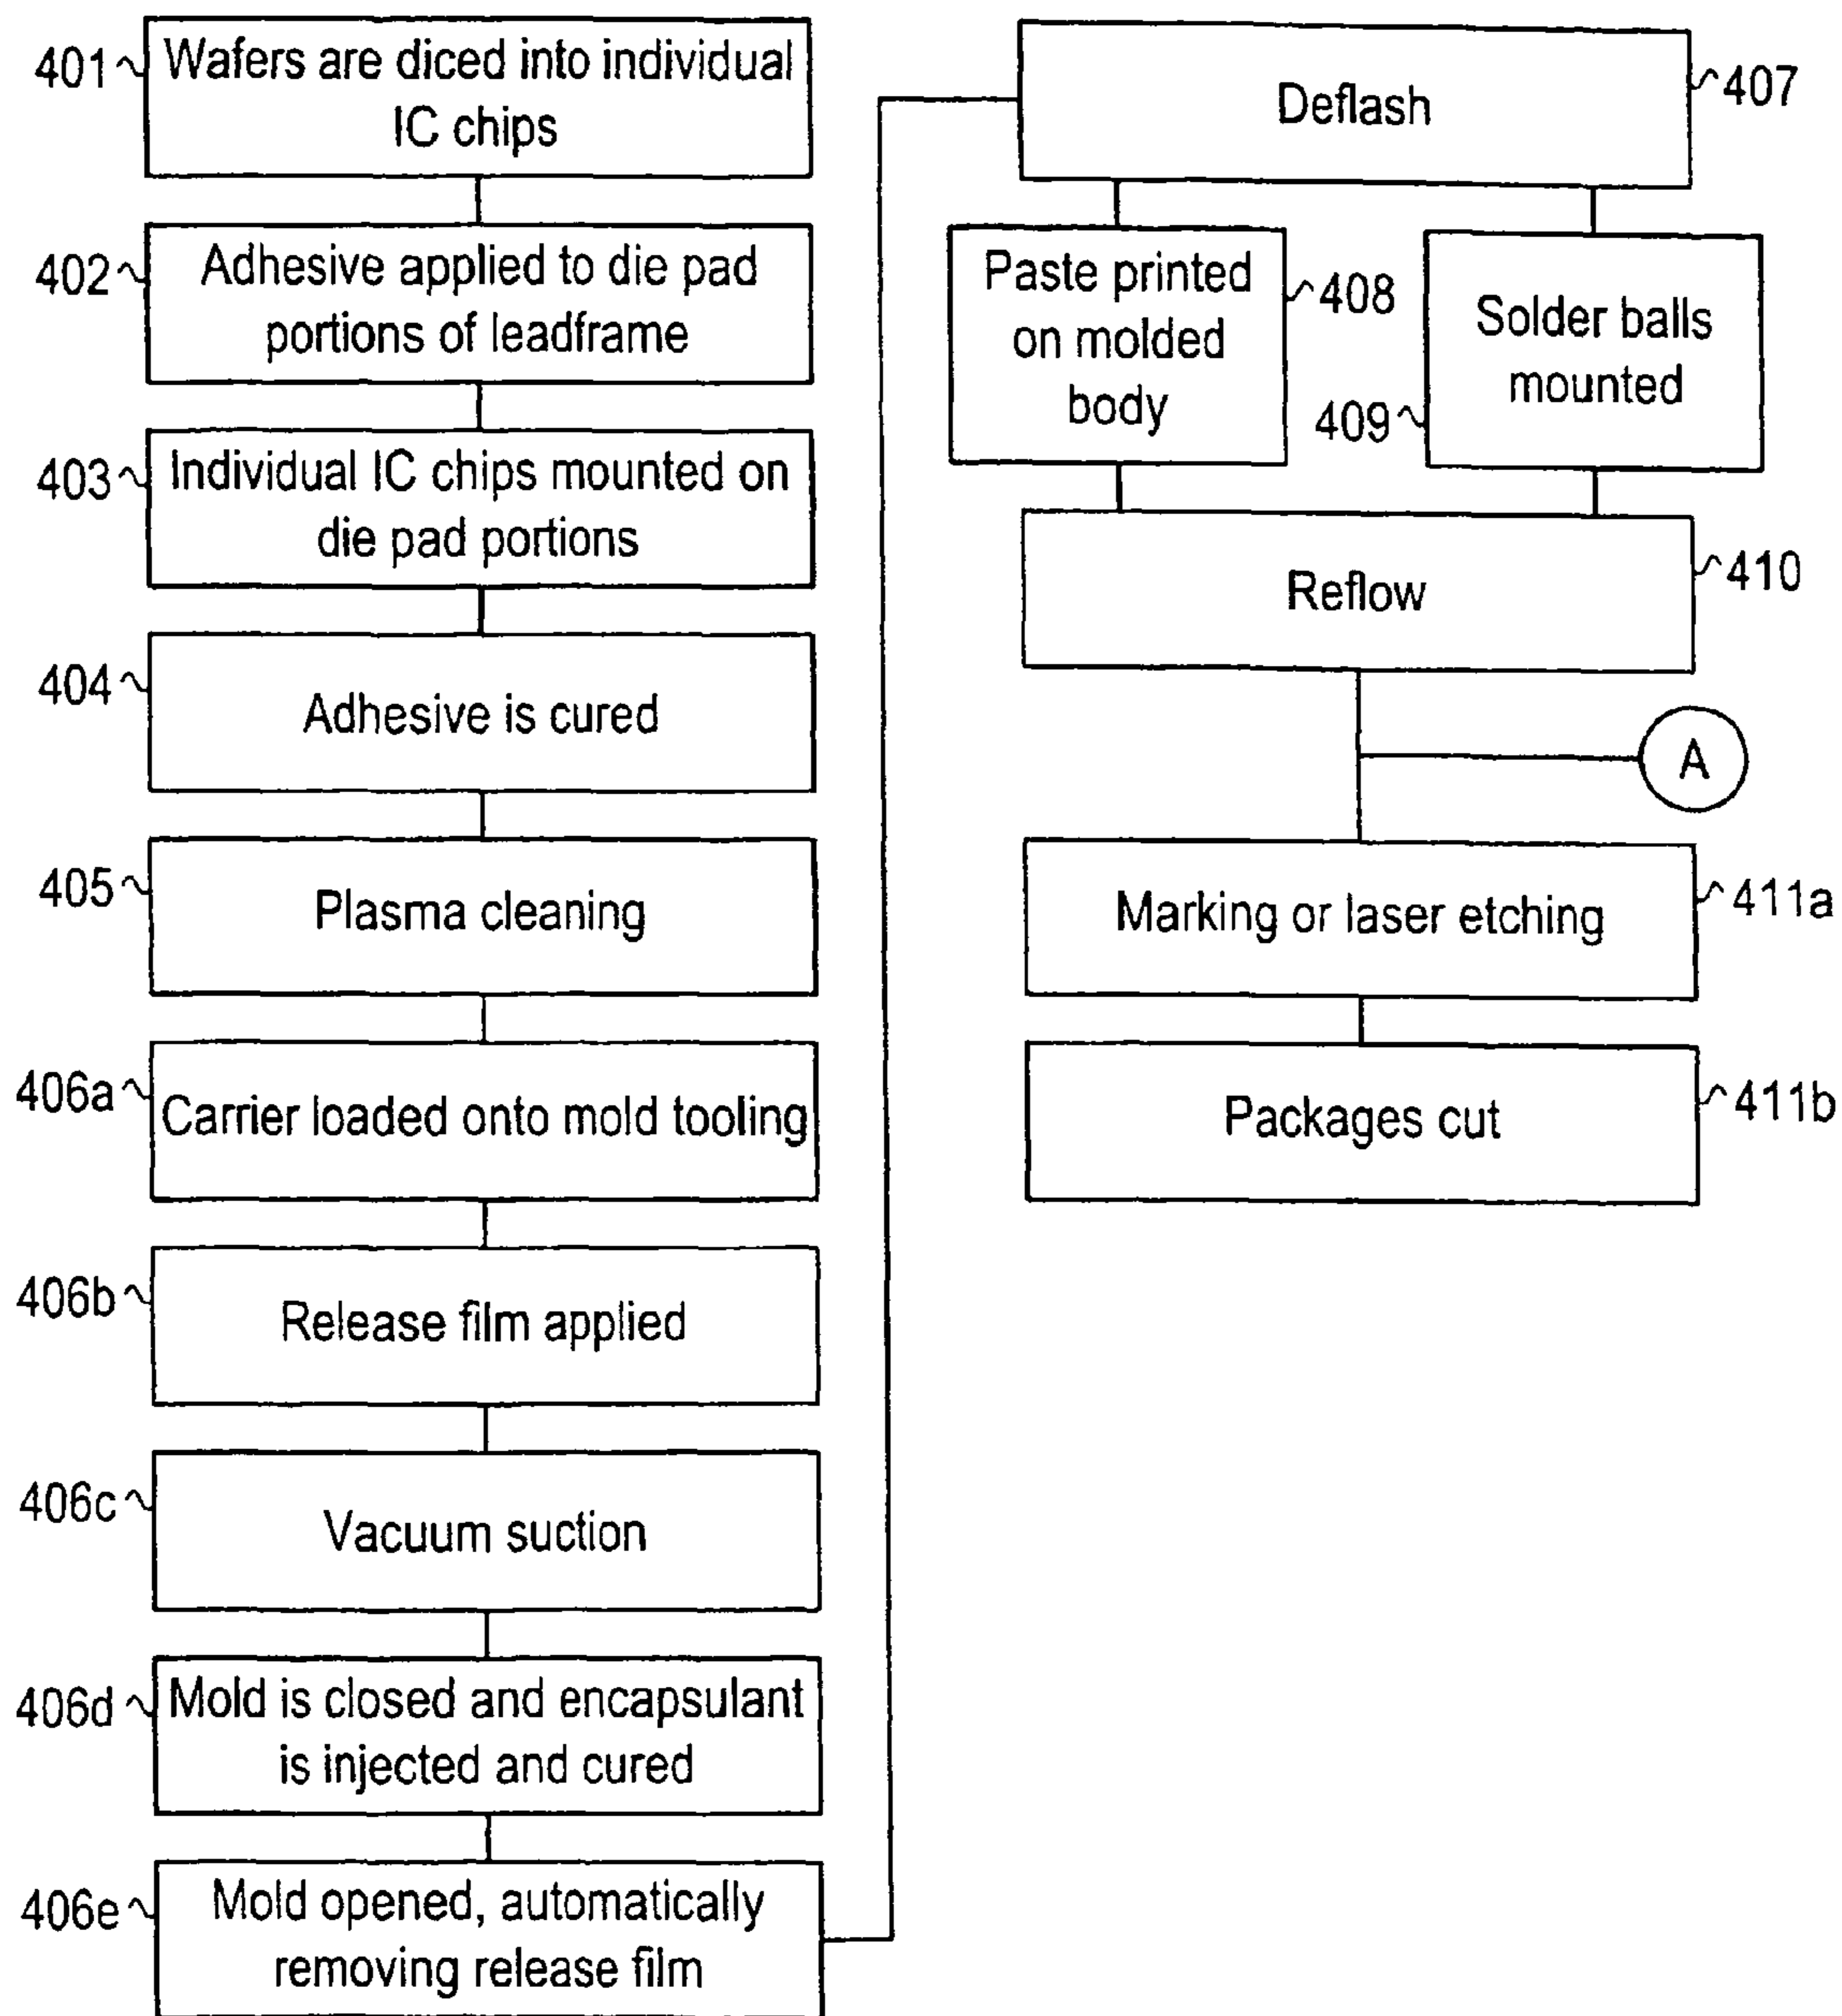 401
Wafers are diced into individual
IC chips
402
Adhesive applied to die pad
portions of leadframe
403
Individual IC chips mounted on
die pad portions
404
Adhesive is cured
405
Plasma cleaning
406a
Carrier loaded onto mold tooling
406b
Release film applied
406c
Vacuum suction
406d
Mold is closed and encapsulant
is injected and cured
406e
Mold opened, automatically
removing release film
Deflash
407
Paste printed
on molded
body
408
Solder balls
mounted
409
Reflow
410
A
Marking or laser etching
411a
Packages cut
411b